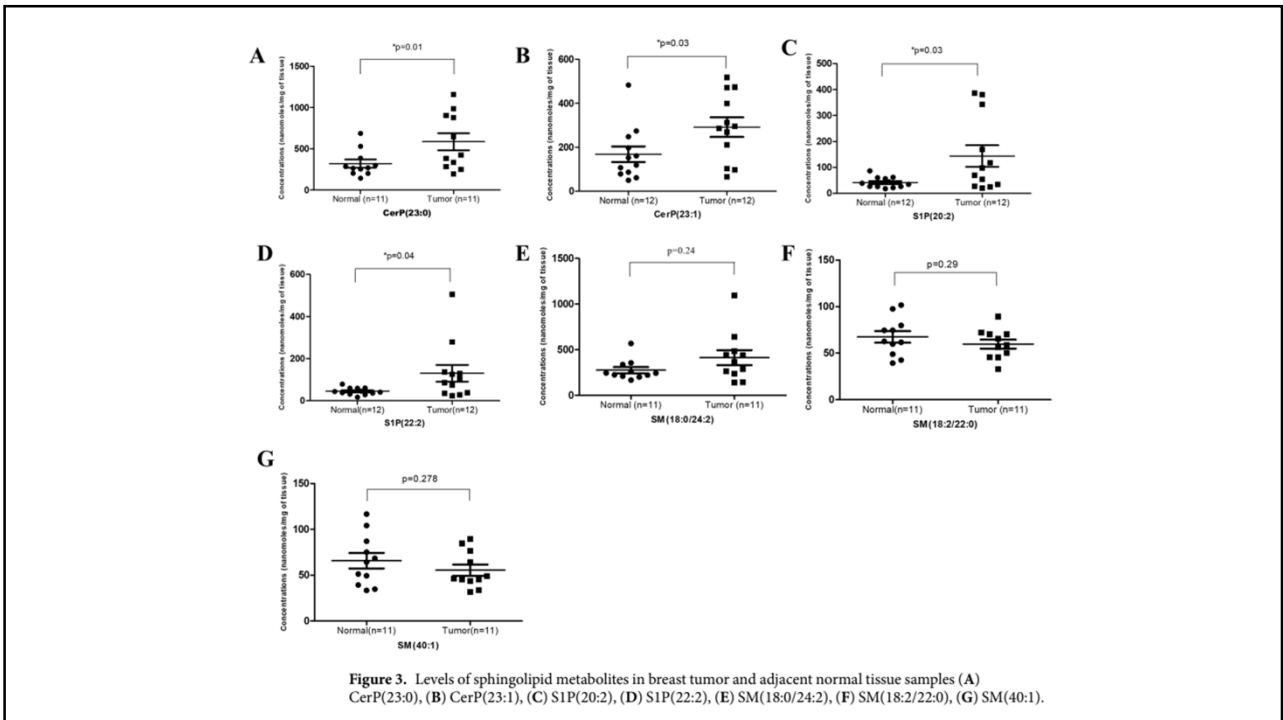 A
*p=0.01
Concentrations (nanomoles/mg of tissue)
1500
1000
500
0
Normal (n=11)
Tumor (n=11)
CerP(23:0)
B
*p=0.03
Concentrations (nanomoles/mg of tissue)
600
400
200
0
Normal (n=12)
Tumor (n=12)
CerP(23:1)
C
*p=0.03
Concentrations (nanomoles/mg of tissue)
500
400
300
200
100
0
Normal (n=12)
Tumor (n=12)
S1P(20:2)
D
*p=0.04
Concentrations (nanomoles/mg of tissue)
600
400
200
0
Normal(n=12)
Tumor(n=12)
S1P(22:2)
E
p=0.24
Concentrations (nanomoles/mg of tissue)
1500
1000
500
0
Normal (n=11)
Tumor (n=11)
SM(18:0/24:2)
F
p=0.29
Concentrations (nanomoles/mg of tissue)
150
100
50
0
Normal(n=11)
Tumor(n=11)
SM(18:2/22:0)
G
p=0.278
Concentrations (nanomoles/mg of tissue)
150
100
50
0
Normal(n=11)
Tumor(n=11)
SM(40:1)
Figure 3. Levels of sphingolipid metabolites in breast tumor and adjacent normal tissue samples (A)
CerP(23:0), (B) CerP(23:1), (C) S1P(20:2), (D) S1P(22:2), (E) SM(18:0/24:2), (F) SM(18:2/22:0), (G) SM(40:1).